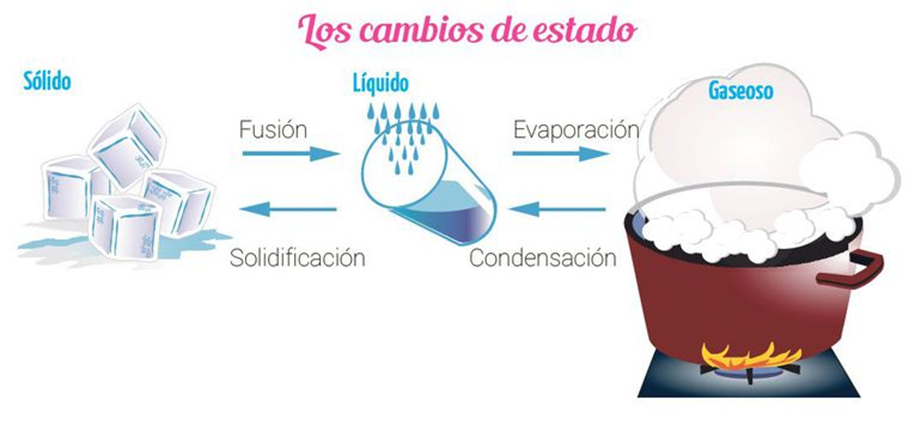 Los cambios de estado
Sólido
Líquido
Gaseoso
Fusión
Evaporación
Solidificación
Condensación